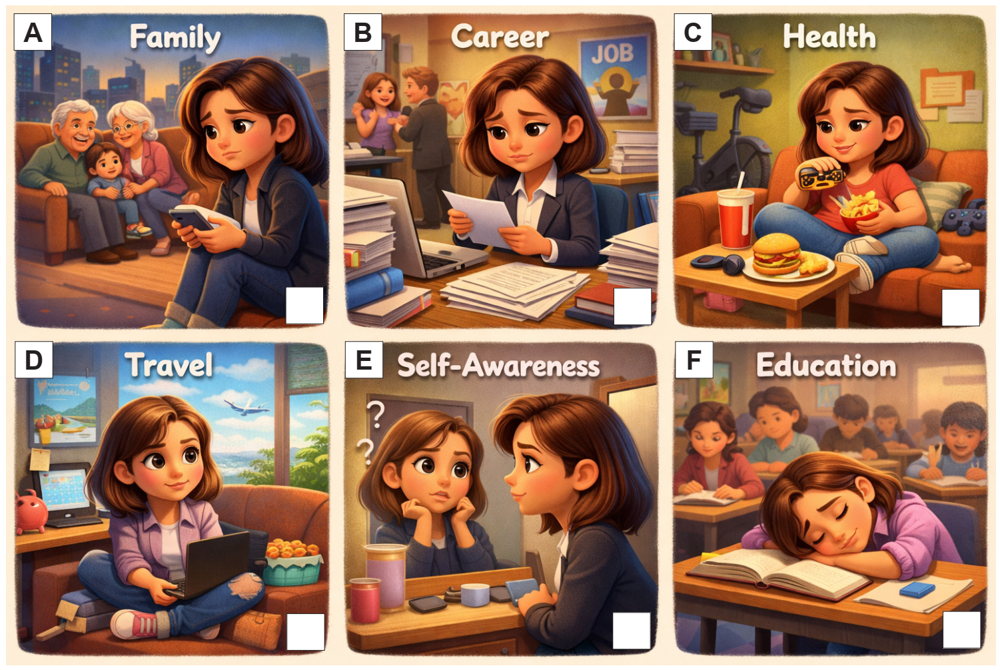 A
Family
B
Career
JOB
C
Health
D
Travel
E
Self-Awareness
?
?
F
Education